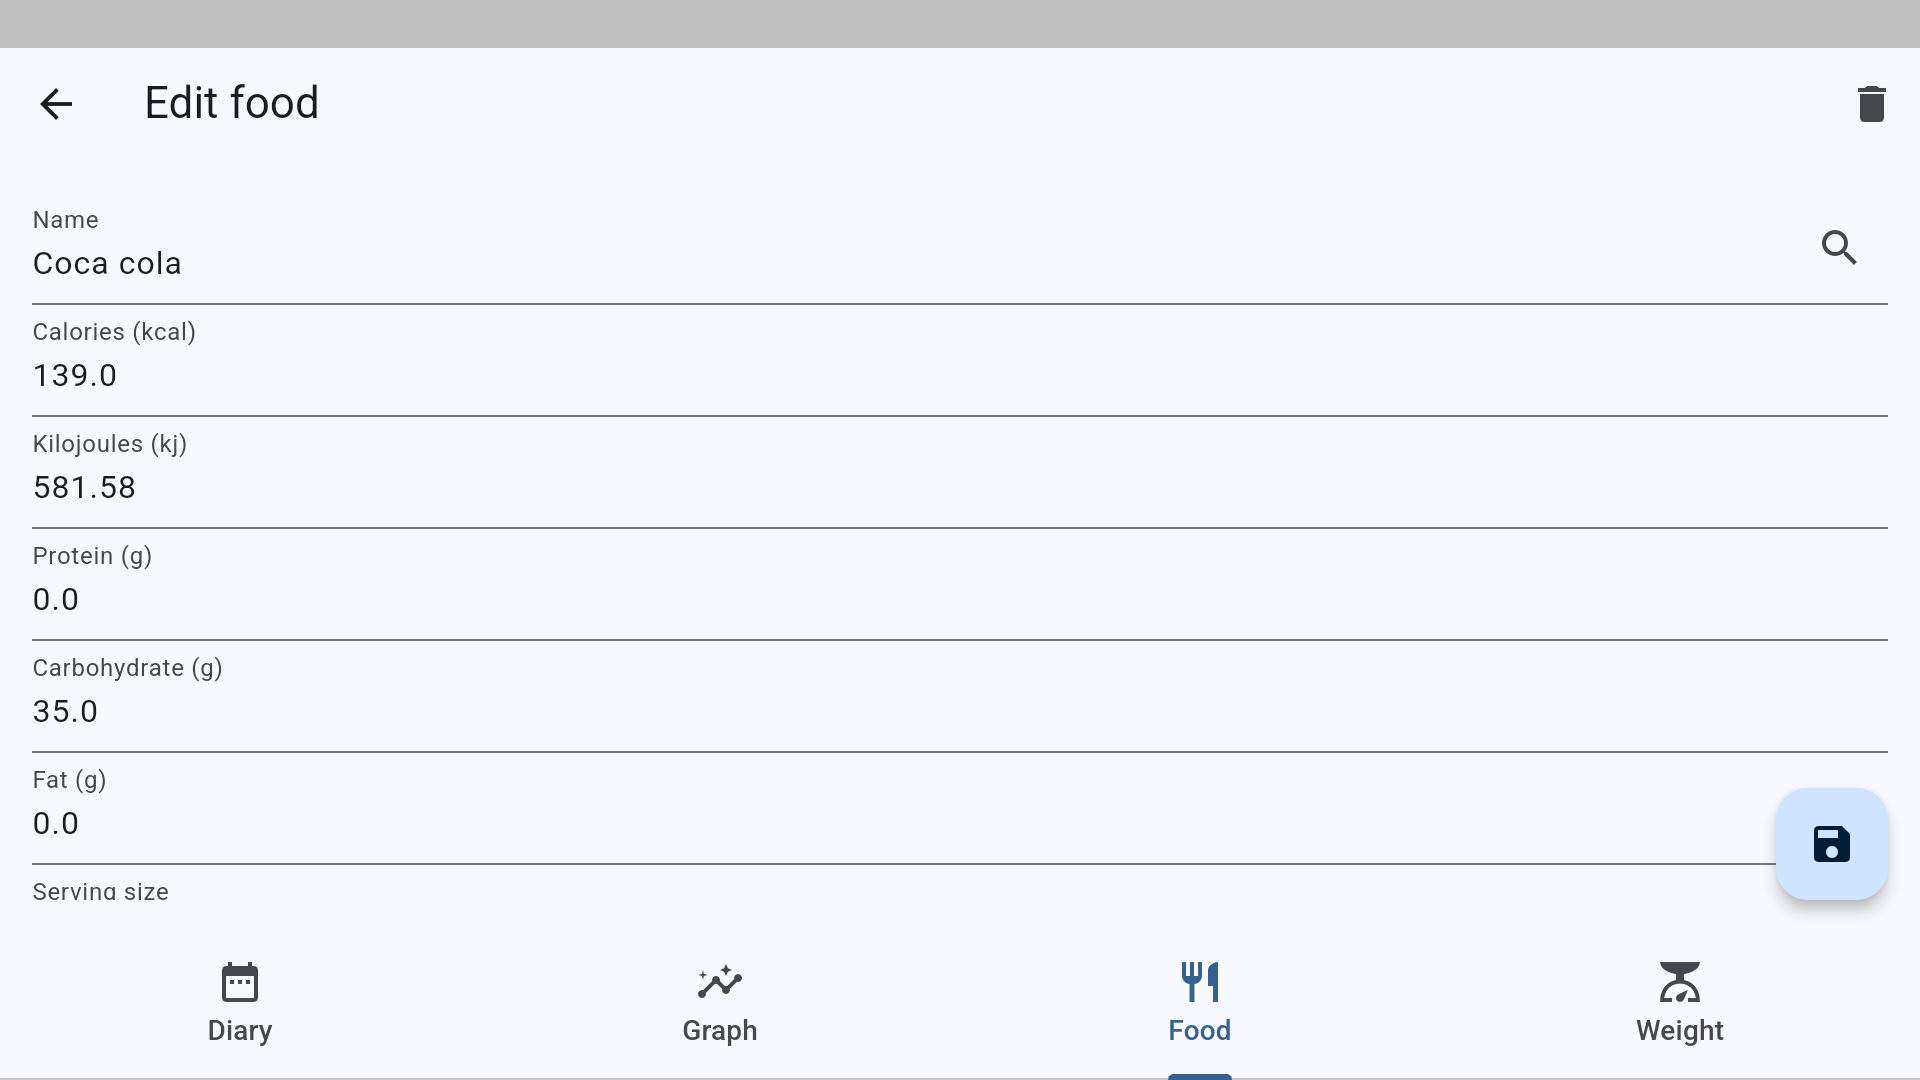 Edit food
Name
Coca cola
Calories (kcal)
139.0
Kilojoules (kj)
581.58
Protein (g)
0.0
Carbohydrate (g)
35.0
Fat (g)
0.0
Serving size
Diary
Graph
Food
Weight